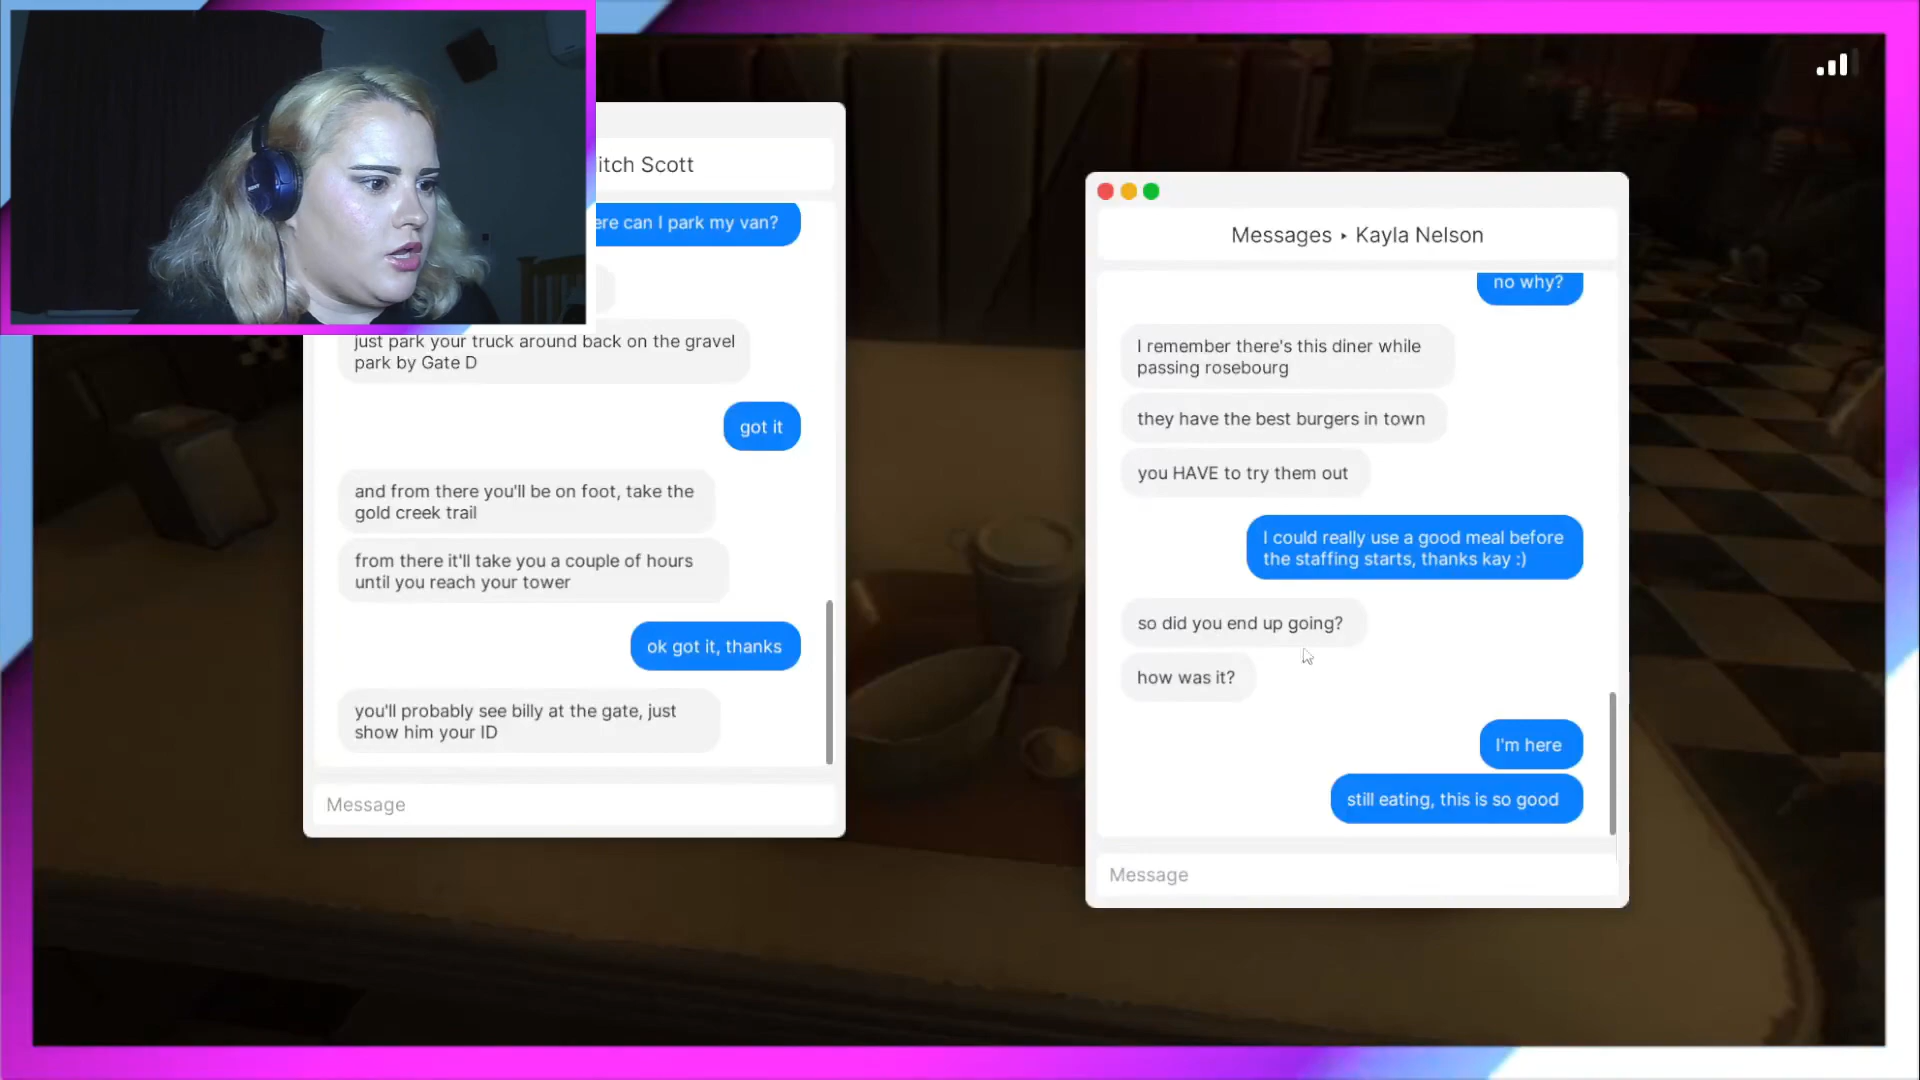 itch Scott
ere can I park my van?
just park your truck around back on the gravel
park by Gate D
got it
and from there you'll be on foot, take the
gold creek trail
from there it'll take you a couple of hours
until you reach your tower
ok got it, thanks
you'll probably see billy at the gate, just
show him your ID
Message
Messages ▸ Kayla Nelson
no why?
I remember there's this diner while
passing rosebourg
they have the best burgers in town
you HAVE to try them out
I could really use a good meal before
the staffing starts, thanks kay :)
so did you end up going?
how was it?
I'm here
still eating, this is so good
Message